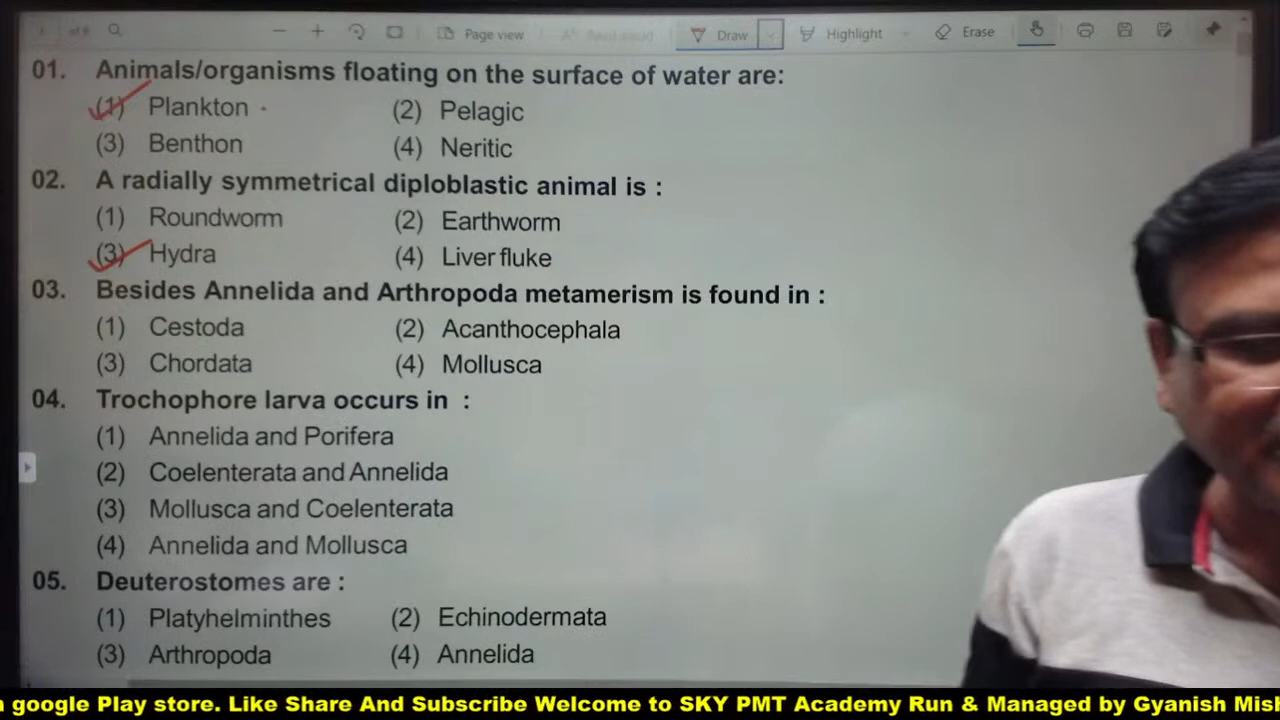 of 9
Page view
Read aloud
Draw
Highlight
Erase
01. Animals/organisms floating on the surface of water are:
(1) Plankton (2) Pelagic
(3) Benthon (4) Neritic
02. A radially symmetrical diploblastic animal is :
(1) Roundworm (2) Earthworm
(3) Hydra (4) Liver fluke
03. Besides Annelida and Arthropoda metamerism is found in :
(1) Cestoda (2) Acanthocephala
(3) Chordata (4) Mollusca
04. Trochophore larva occurs in :
(1) Annelida and Porifera
(2) Coelenterata and Annelida
(3) Mollusca and Coelenterata
(4) Annelida and Mollusca
05. Deuterostomes are :
(1) Platyhelminthes (2) Echinodermata
(3) Arthropoda (4) Annelida
google Play store. Like Share And Subscribe Welcome to SKY PMT Academy Run & Managed by Gyanish